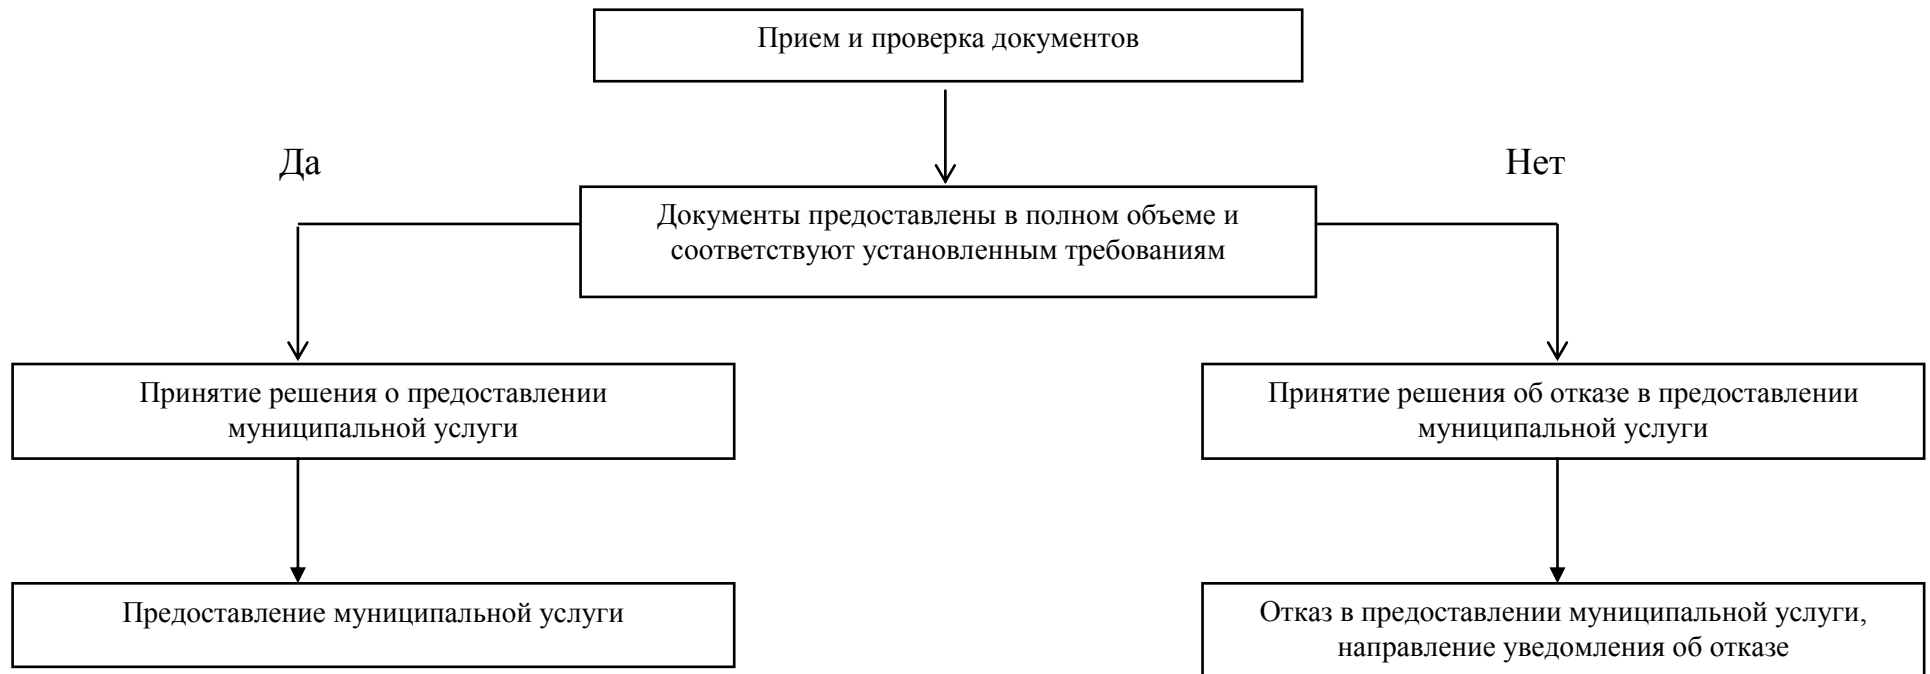 Прием и проверка документов
Да
Нет
Документы предоставлены в полном объеме и
соответствуют установленным требованиям
Принятие решения о предоставлении
муниципальной услуги
Принятие решения об отказе в предоставлении
муниципальной услуги
Предоставление муниципальной услуги
Отказ в предоставлении муниципальной услуги,
направление уведомления об отказе